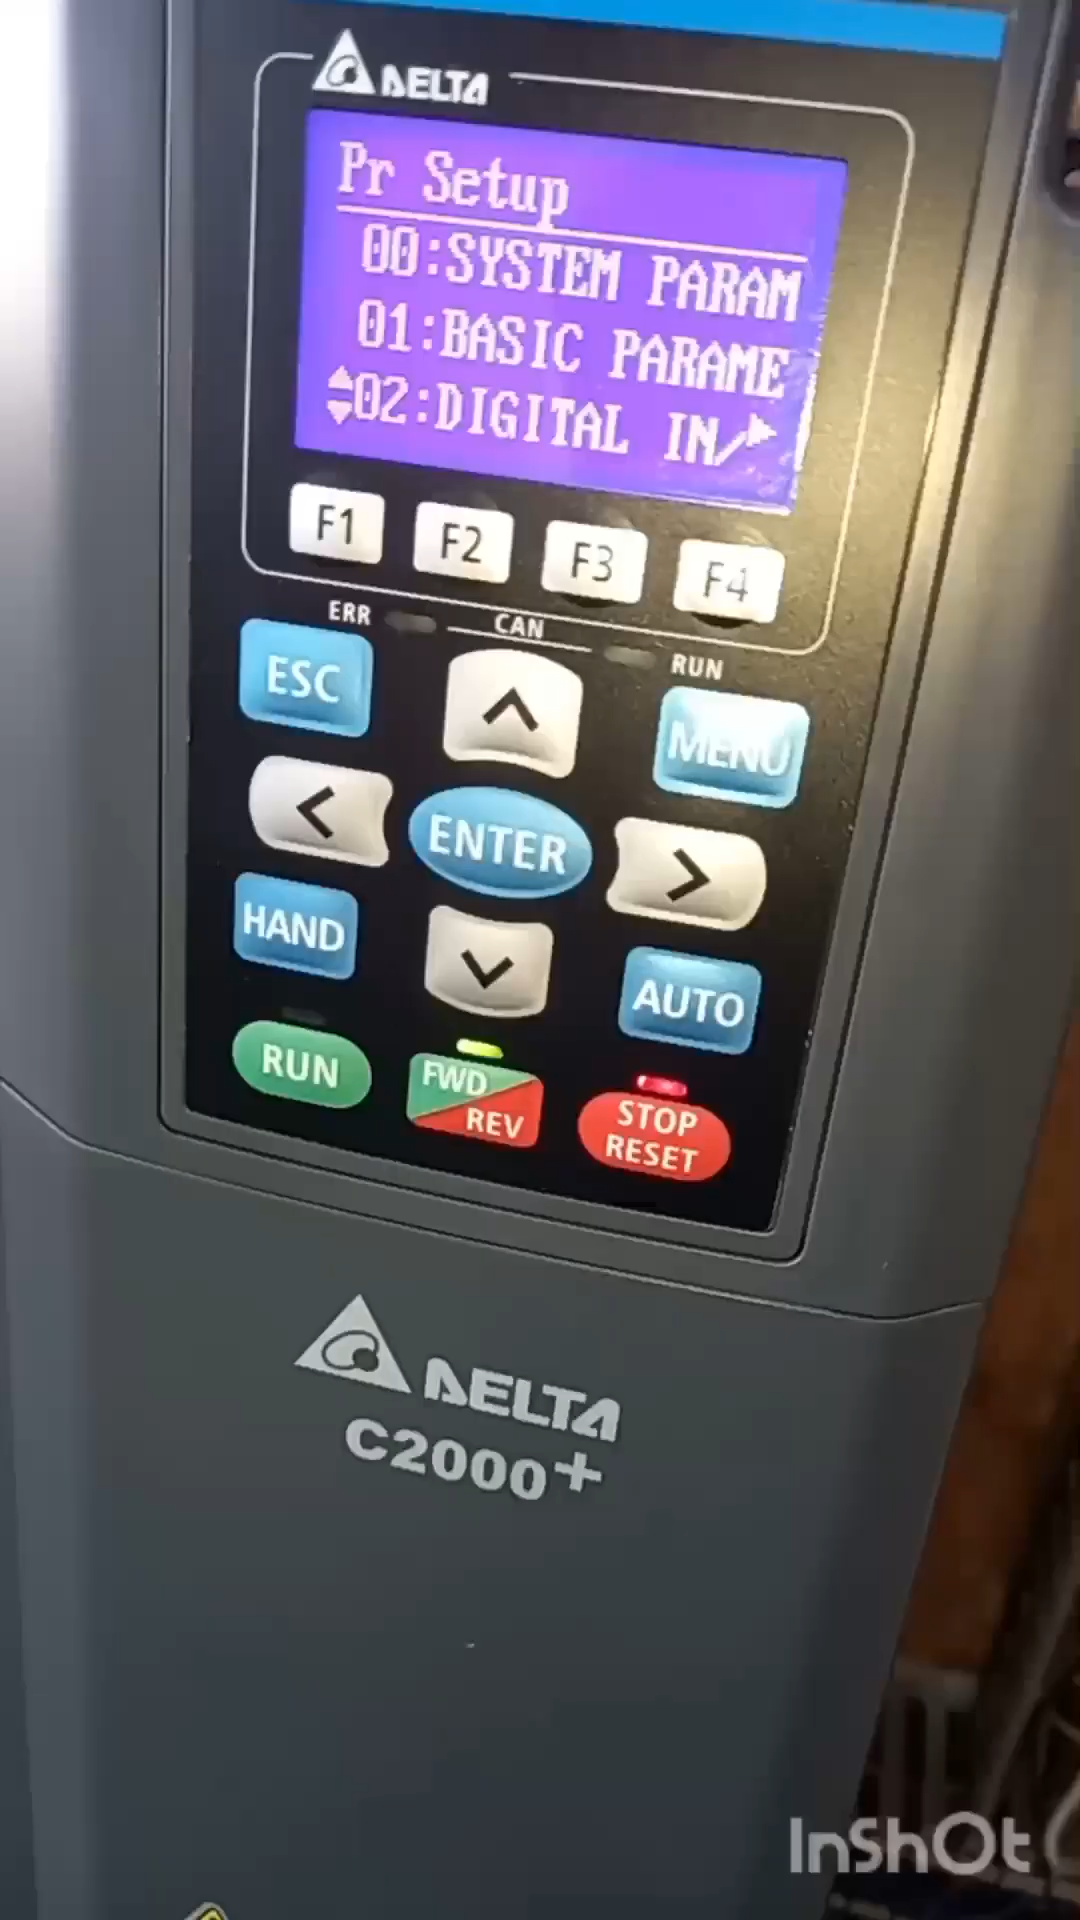 DELTA
Pr Setup
00:SYSTEM PARAM
01:BASIC PARAME
02:DIGITAL IN/
F1 F2 F3 F4
ERR CAN RUN
ESC MENU
ENTER
HAND AUTO
RUN FWD REV STOP RESET
DELTA
C2000+
InShOt